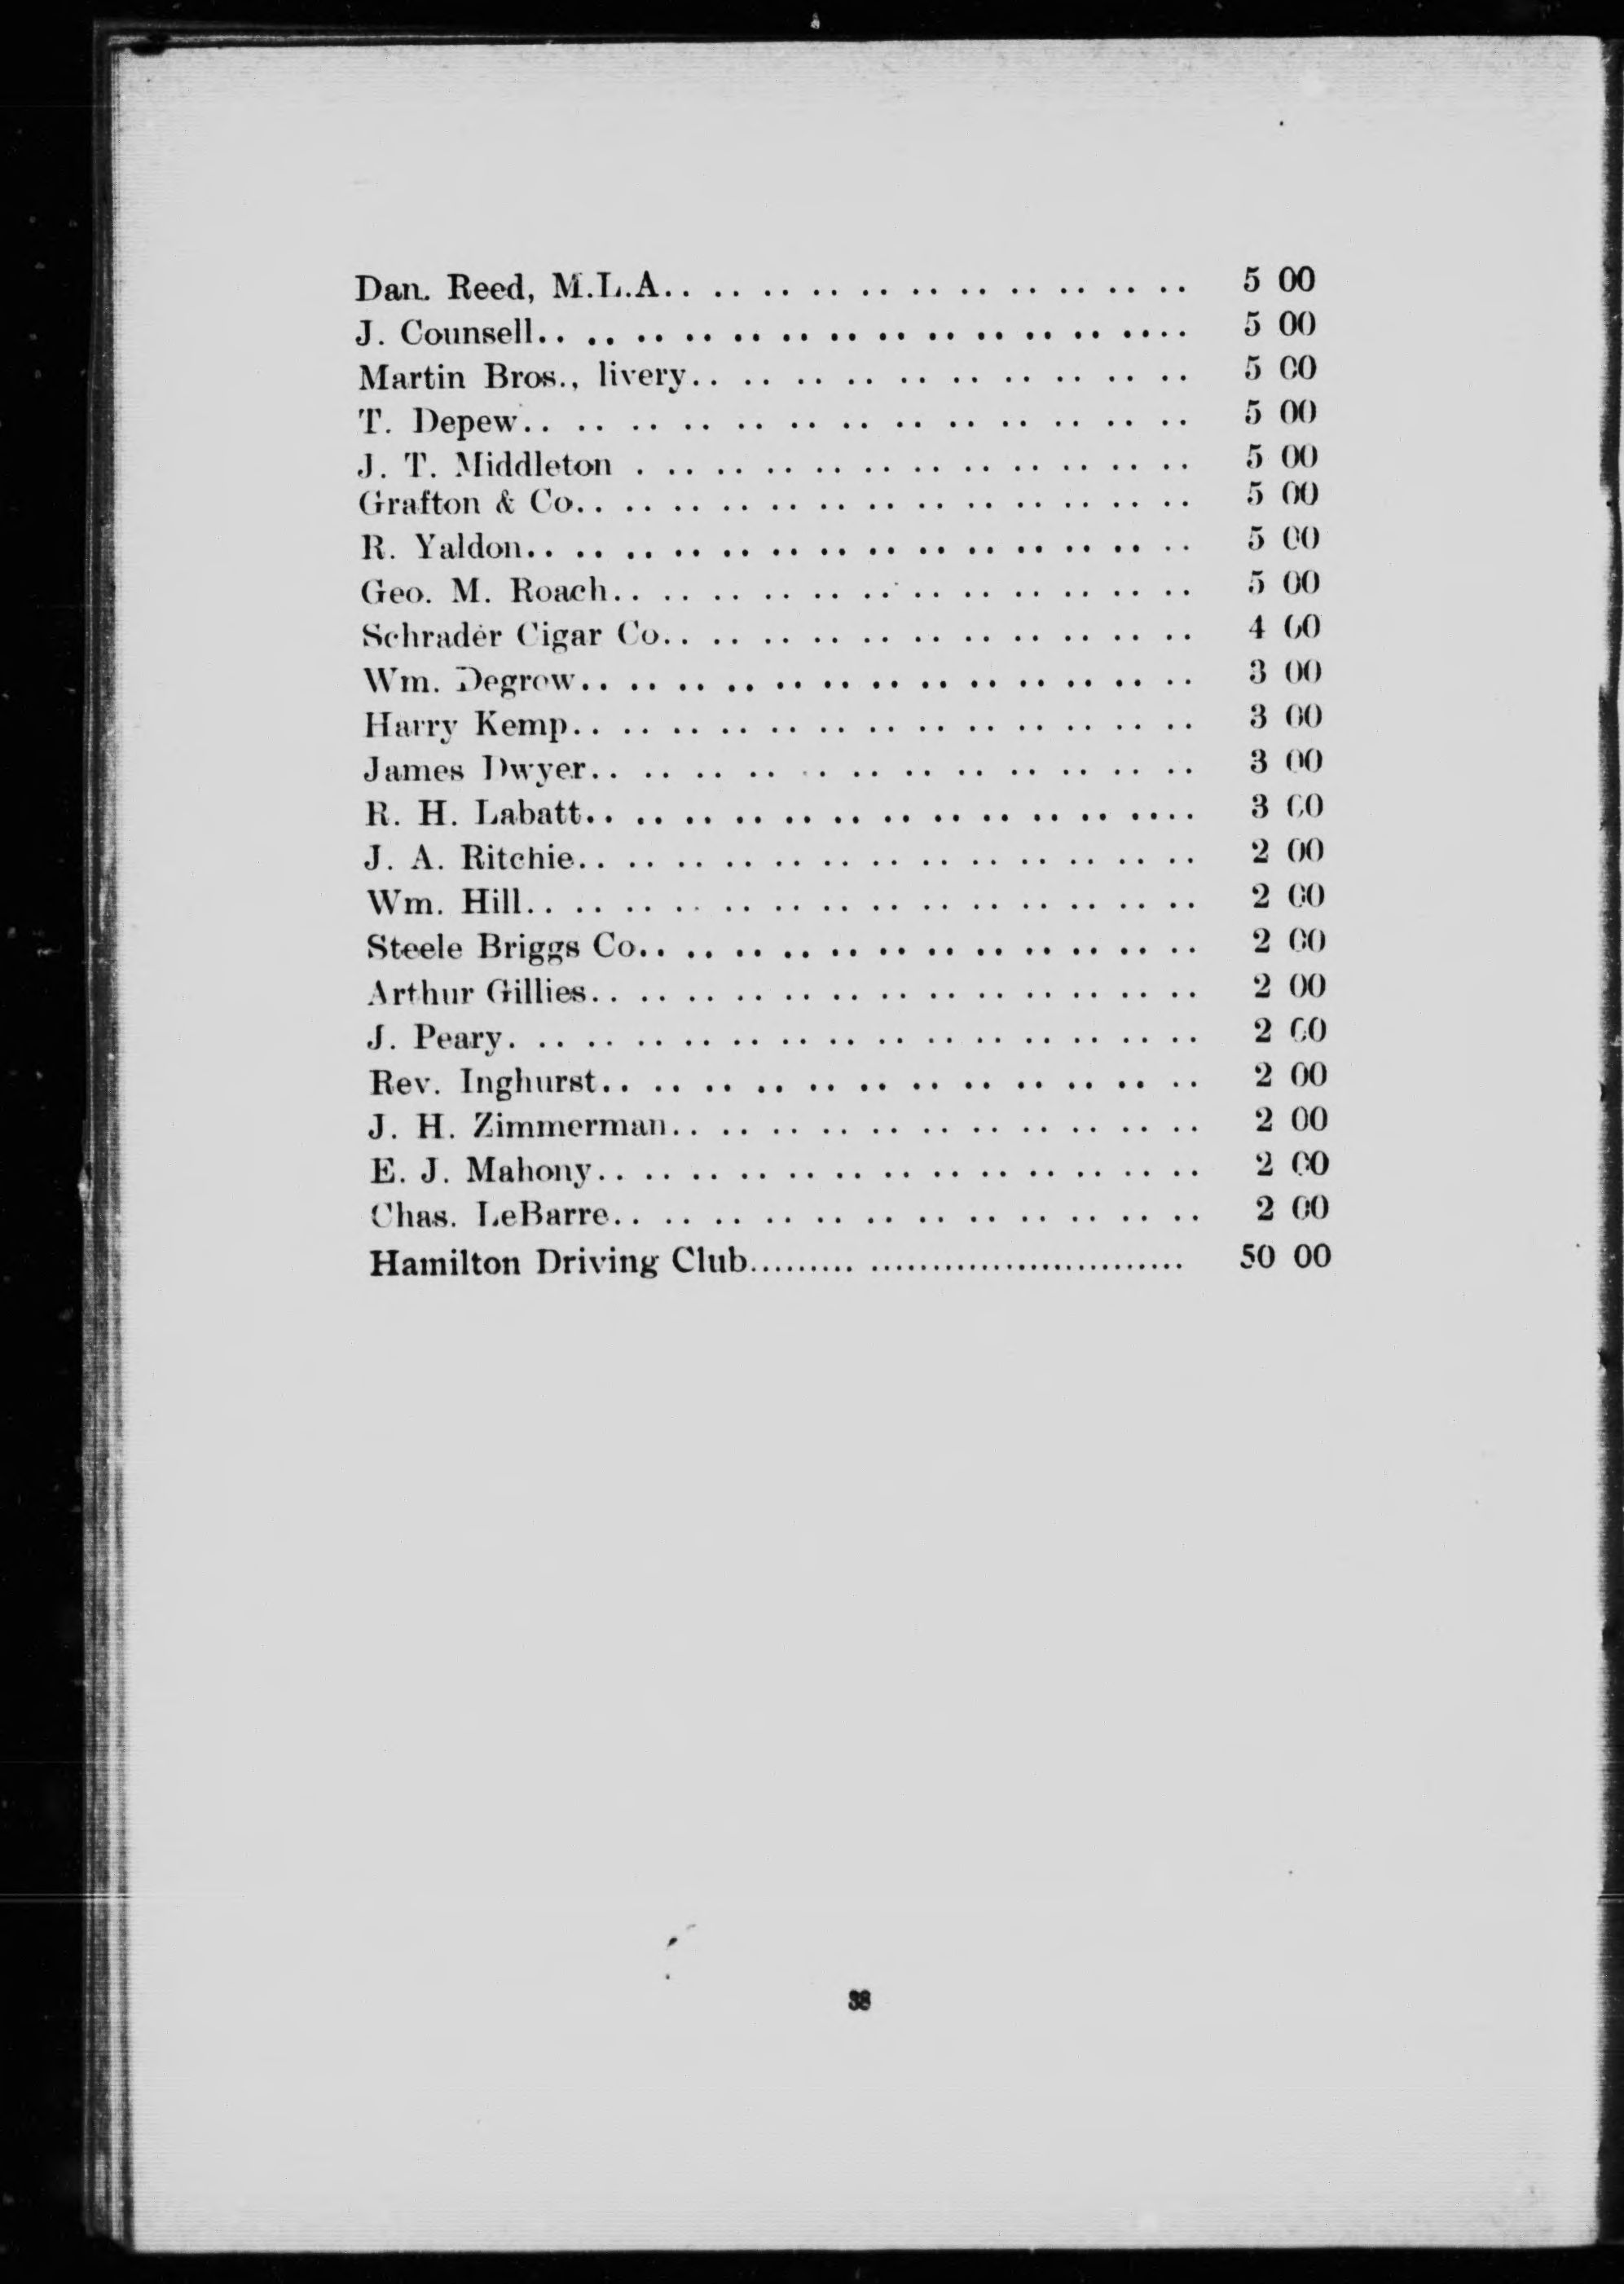 Dan. Reed, M.L.A. . . . . . . . . . . . . . . . . . . . . . . 5 00
J. Counsell. . . . . . . . . . . . . . . . . . . . . . . . . . . . 5 00
Martin Bros., livery. . . . . . . . . . . . . . . . . . . . . 5 00
T. Depew. . . . . . . . . . . . . . . . . . . . . . . . . . . 5 00
J. T. Middleton . . . . . . . . . . . . . . . . . . . . . . . 5 00
Grafton & Co. . . . . . . . . . . . . . . . . . . . . . . . . 5 00
R. Yaldon. . . . . . . . . . . . . . . . . . . . . . . . . . . 5 00
Geo. M. Roach. . . . . . . . . . . . . . . . . . . . . . . . 5 00
Schrader Cigar Co. . . . . . . . . . . . . . . . . . . . . . 4 00
Wm. Degrow. . . . . . . . . . . . . . . . . . . . . . . . . 3 00
Harry Kemp. . . . . . . . . . . . . . . . . . . . . . . . . 3 00
James Dwyer. . . . . . . . . . . . . . . . . . . . . . . . 3 00
R. H. Labatt. . . . . . . . . . . . . . . . . . . . . . . . . . 3 00
J. A. Ritchie. . . . . . . . . . . . . . . . . . . . . . . . . 2 00
Wm. Hill. . . . . . . . . . . . . . . . . . . . . . . . . . . 2 00
Steele Briggs Co. . . . . . . . . . . . . . . . . . . . . . . 2 00
Arthur Gillies. . . . . . . . . . . . . . . . . . . . . . . . . 2 00
J. Peary. . . . . . . . . . . . . . . . . . . . . . . . . . . . 2 00
Rev. Inghurst. . . . . . . . . . . . . . . . . . . . . . . . 2 00
J. H. Zimmerman. . . . . . . . . . . . . . . . . . . . . . 2 00
E. J. Mahony. . . . . . . . . . . . . . . . . . . . . . . . . 2 00
Chas. LeBarre. . . . . . . . . . . . . . . . . . . . . . . . 2 00
Hamilton Driving Club......... .......................... 50 00
38